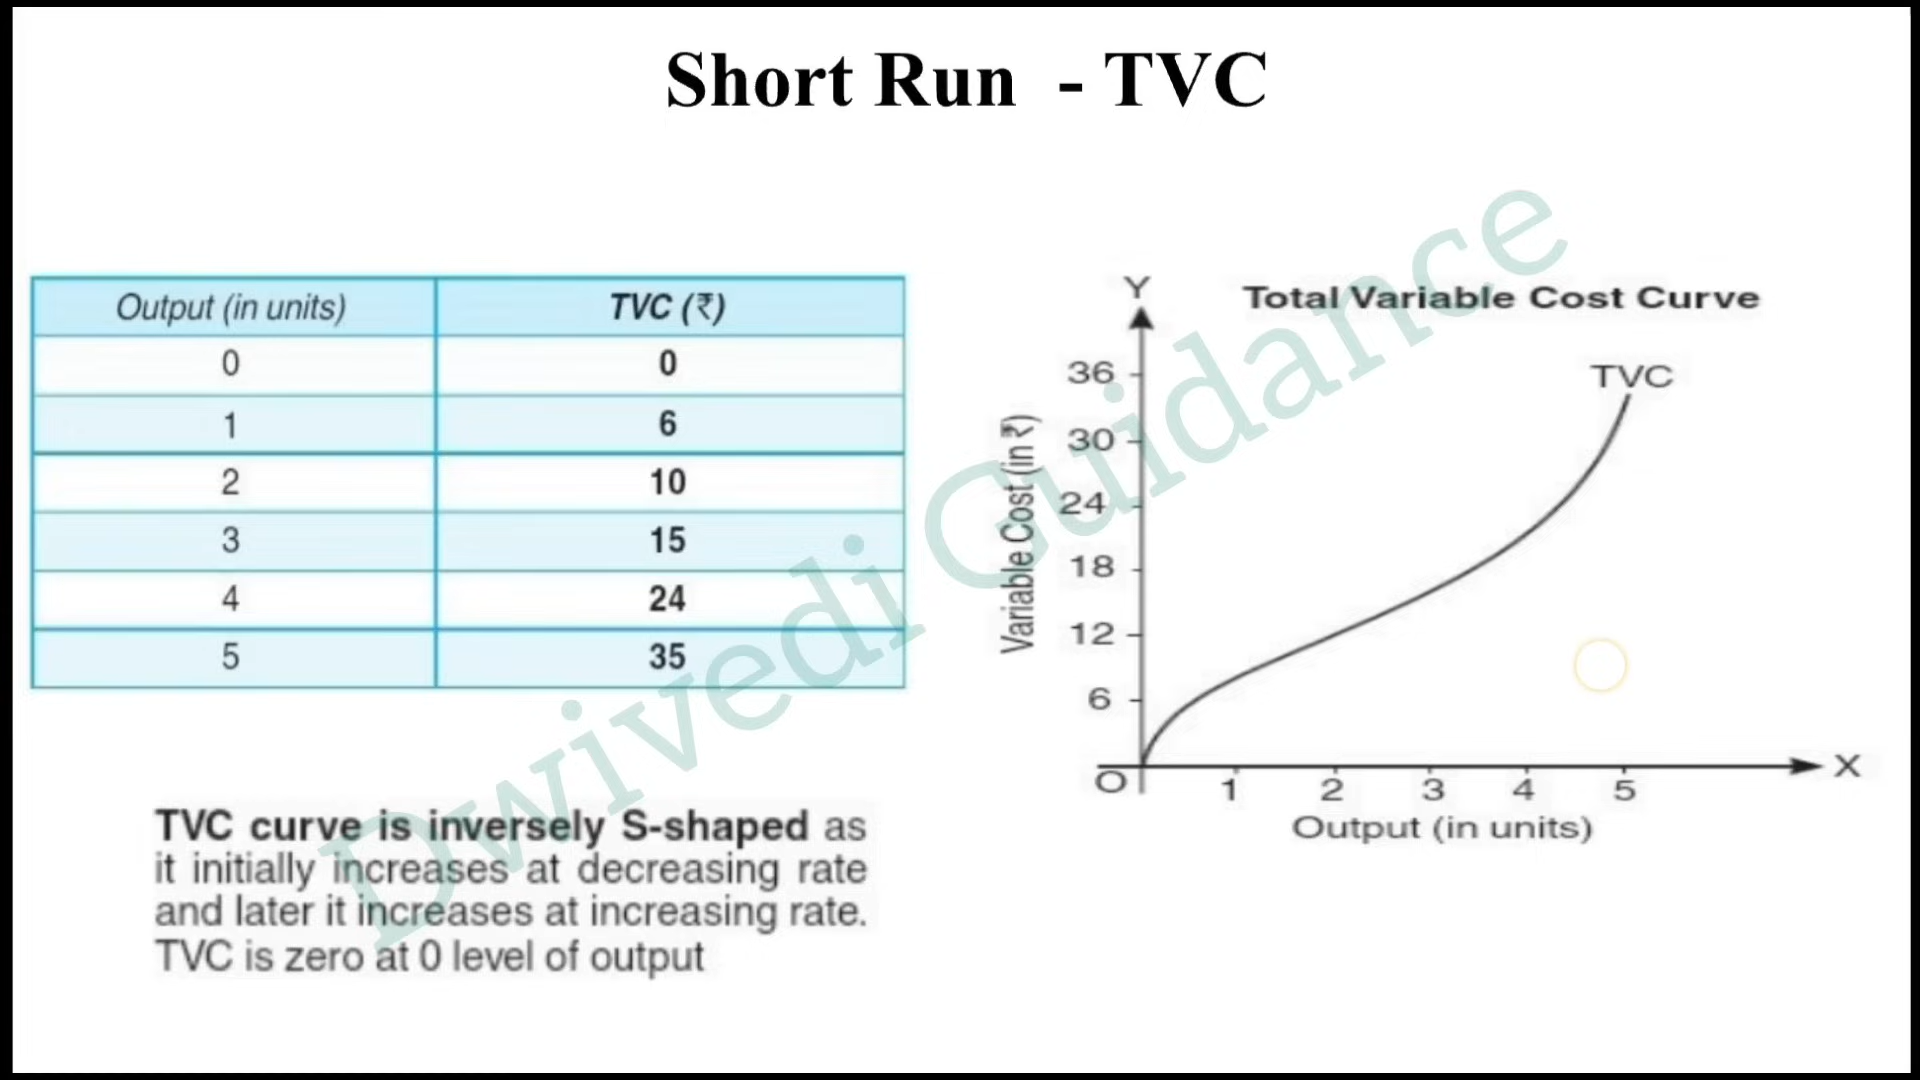 Short Run - TVC
Output (in units) TVC (₹)
0 0
1 6
2 10
3 15
4 24
5 35
TVC curve is inversely S-shaped as
it initially increases at decreasing rate
and later it increases at increasing rate.
TVC is zero at 0 level of output
Y
Total Variable Cost Curve
TVC
Variable Cost (in ₹)
36
30
24
18
12
6
O
1 2 3 4 5
X
Output (in units)
Dwivedi Guidance